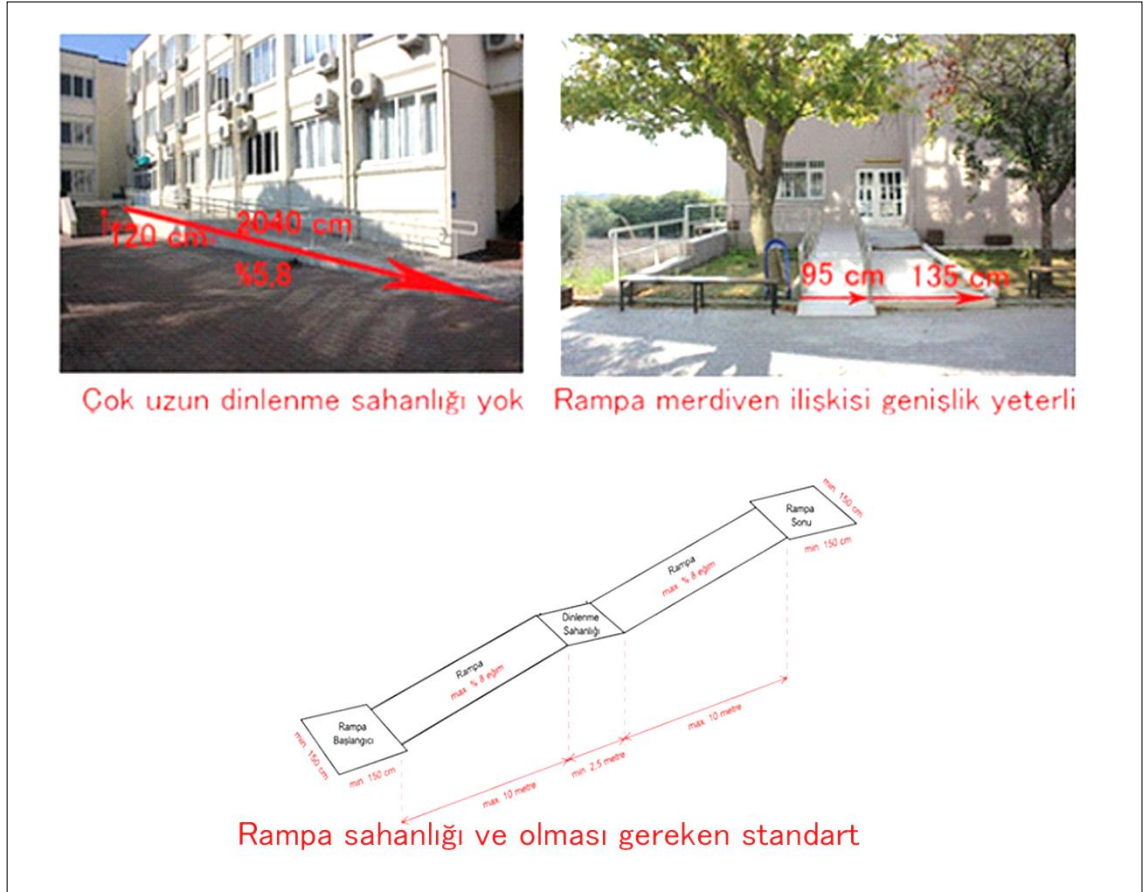 2040 cm
120 cm
%5.8
95 cm 135 cm
Çok uzun dinlenme sahanlığı yok
Rampa merdiven ilişkisi genişlik yeterli
min. 150 cm
Rampa
Sonu
min. 150 cm
Rampa
max. % 8 eğim
Dinlenme
Sahanlığı
Rampa
max. % 8 eğim
Rampa
Başlangıcı
min. 150 cm
min. 150 cm
max. 10 metre
min. 2,5 metre
max. 10 metre
Rampa sahanlığı ve olması gereken standart